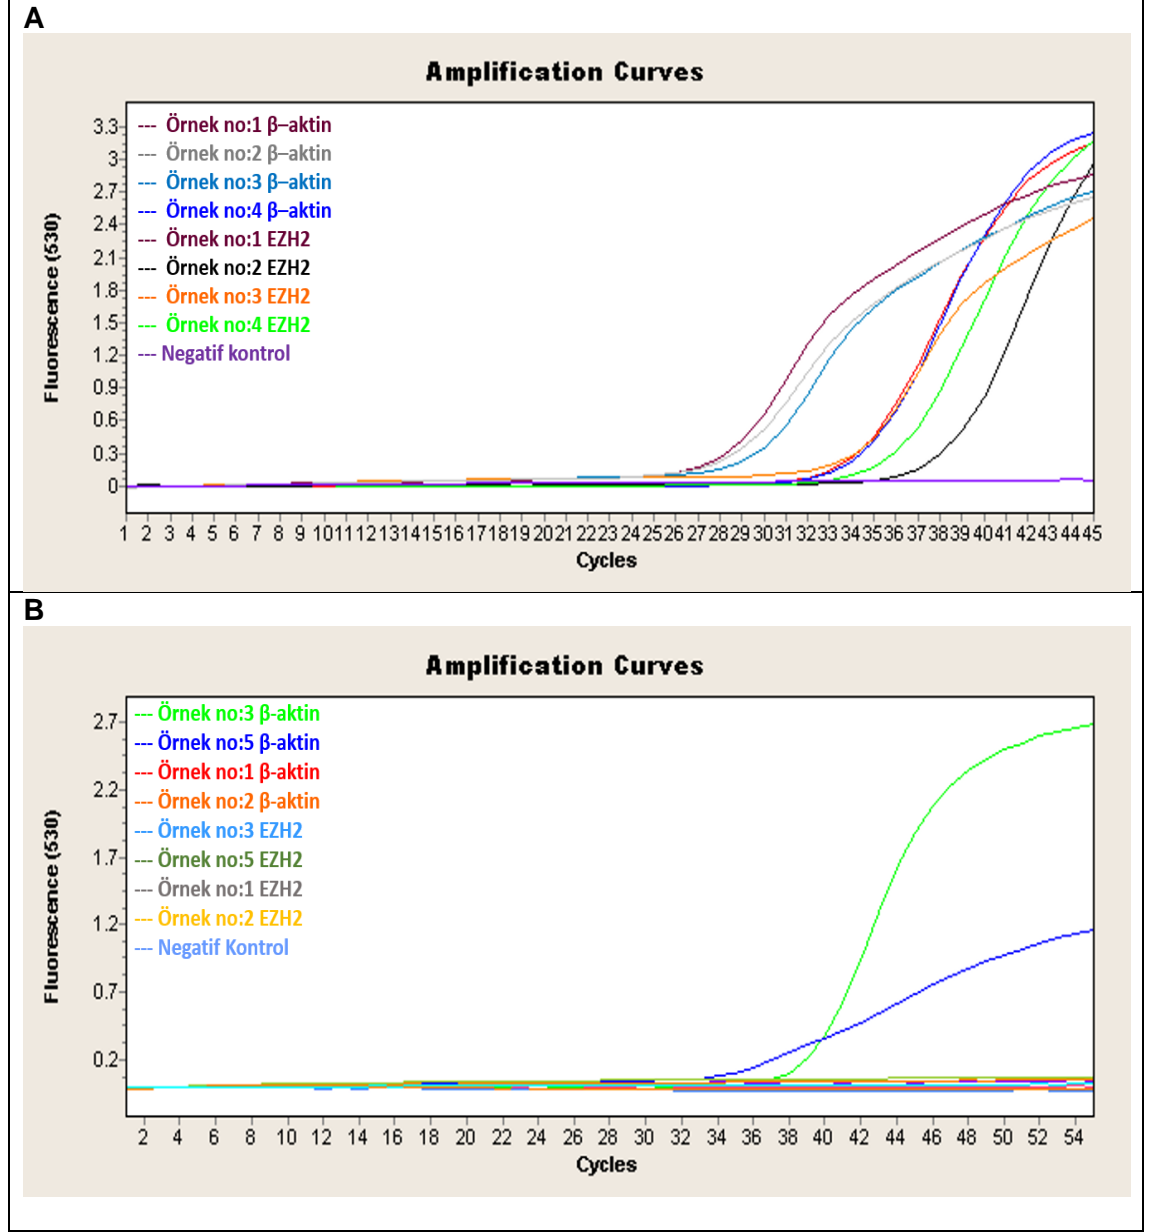 A
Amplification Curves
Fluorescence (530)
3.3
3
2.7
2.4
2.1
1.8
1.5
1.2
0.9
0.6
0.3
0
--- Örnek no:1 β–aktin
--- Örnek no:2 β–aktin
--- Örnek no:3 β–aktin
--- Örnek no:4 β–aktin
--- Örnek no:1 EZH2
--- Örnek no:2 EZH2
--- Örnek no:3 EZH2
--- Örnek no:4 EZH2
--- Negatif kontrol
1 2 3 4 5 6 7 8 9 10 11 12 13 14 15 16 17 18 19 20 21 22 23 24 25 26 27 28 29 30 31 32 33 34 35 36 37 38 39 40 41 42 43 44 45
Cycles
B
Amplification Curves
Fluorescence (530)
2.7
2.2
1.7
1.2
0.7
0.2
--- Örnek no:3 β-aktin
--- Örnek no:5 β-aktin
--- Örnek no:1 β-aktin
--- Örnek no:2 β-aktin
--- Örnek no:3 EZH2
--- Örnek no:5 EZH2
--- Örnek no:1 EZH2
--- Örnek no:2 EZH2
--- Negatif Kontrol
2 4 6 8 10 12 14 16 18 20 22 24 26 28 30 32 34 36 38 40 42 44 46 48 50 52 54
Cycles